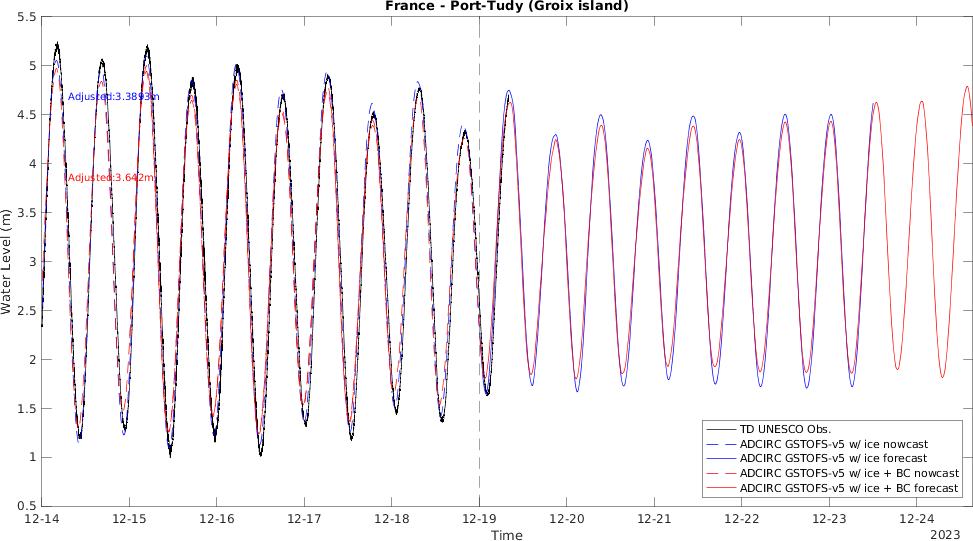 France - Port-Tudy (Groix island)
5.5
5
4.5
4
3.5
3
2.5
2
1.5
1
0.5
Water Level (m)
Adjusted:3.3893m
Adjusted:3.642m
TD UNESCO Obs.
ADCIRC GSTOFS-v5 w/ ice nowcast
ADCIRC GSTOFS-v5 w/ ice forecast
ADCIRC GSTOFS-v5 w/ ice + BC nowcast
ADCIRC GSTOFS-v5 w/ ice + BC forecast
12-14 12-15 12-16 12-17 12-18 12-19 12-20 12-21 12-22 12-23 12-24
Time
2023